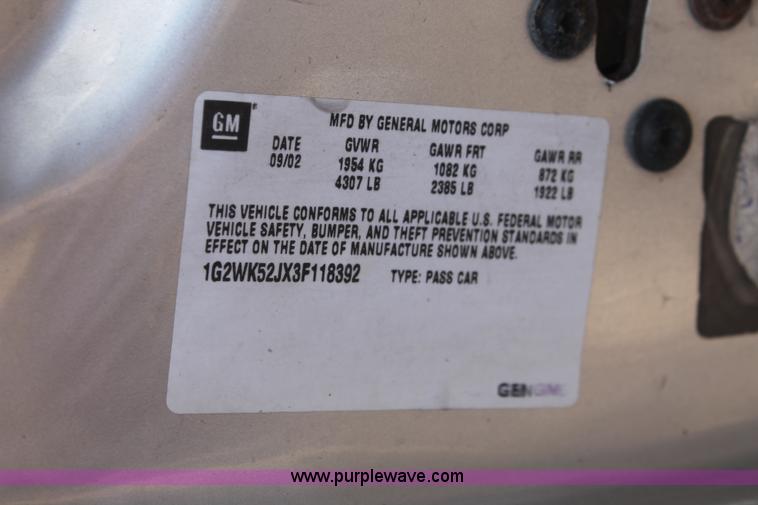 GM
MFD BY GENERAL MOTORS CORP
DATE GVWR GAWR FRT GAWR RR
09/02 1954 KG 1082 KG 872 KG
4307 LB 2385 LB 1922 LB
THIS VEHICLE CONFORMS TO ALL APPLICABLE U.S. FEDERAL MOTOR
VEHICLE SAFETY, BUMPER, AND THEFT PREVENTION STANDARDS IN
EFFECT ON THE DATE OF MANUFACTURE SHOWN ABOVE.
1G2WK52JX3F118392 TYPE: PASS CAR
www.purplewave.com